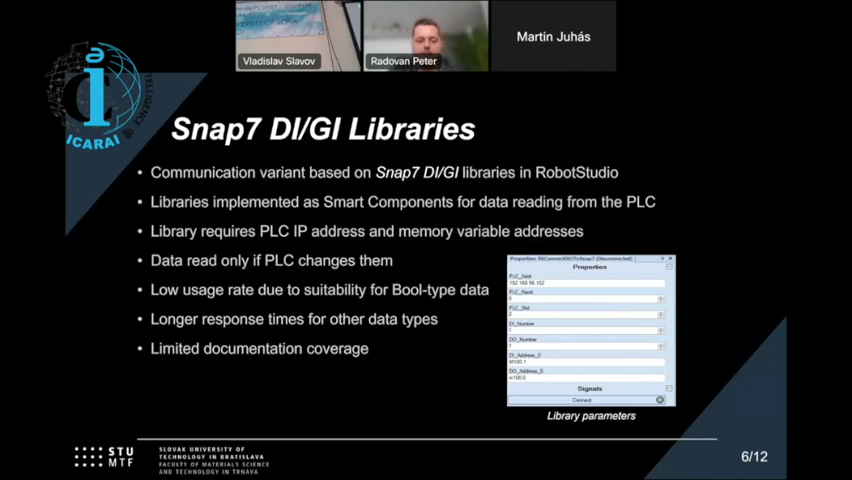 Vladislav Slavov
Radovan Peter
Martin Juhás
ICARAI
Snap7 DI/GI Libraries
• Communication variant based on Snap7 DI/GI libraries in RobotStudio
• Libraries implemented as Smart Components for data reading from the PLC
• Library requires PLC IP address and memory variable addresses
• Data read only if PLC changes them
• Low usage rate due to suitability for Bool-type data
• Longer response times for other data types
• Limited documentation coverage
Properties
PLC_Addr
192.168.56.102
PLC_Rack
0
PLC_Slot
2
DI_Number
1
DO_Number
1
DI_Address_0
M100.1
DO_Address_0
m100.0
Signals
Connect
Library parameters
STU
MTF
SLOVAK UNIVERSITY OF
TECHNOLOGY IN BRATISLAVA
FACULTY OF MATERIALS SCIENCE
AND TECHNOLOGY IN TRNAVA
6/12